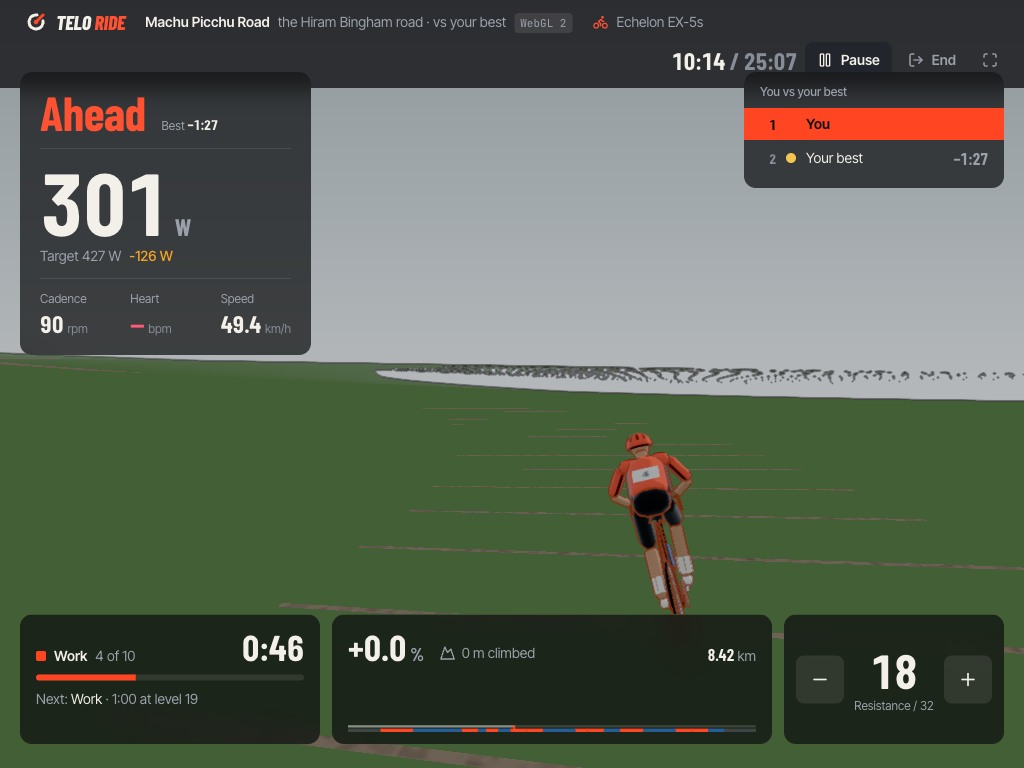 TELO RIDE Machu Picchu Road the Hiram Bingham road · vs your best WebGL 2 Echelon EX-5s
10:14 / 25:07 Pause End
Ahead Best −1:27
301 W
Target 427 W -126 W
Cadence Heart Speed
90 rpm – bpm 49.4 km/h
You vs your best
1 You
2 Your best −1:27
Work 4 of 10 0:46
Next: Work · 1:00 at level 19
+0.0 % 0 m climbed 8.42 km
− 18 +
Resistance / 32